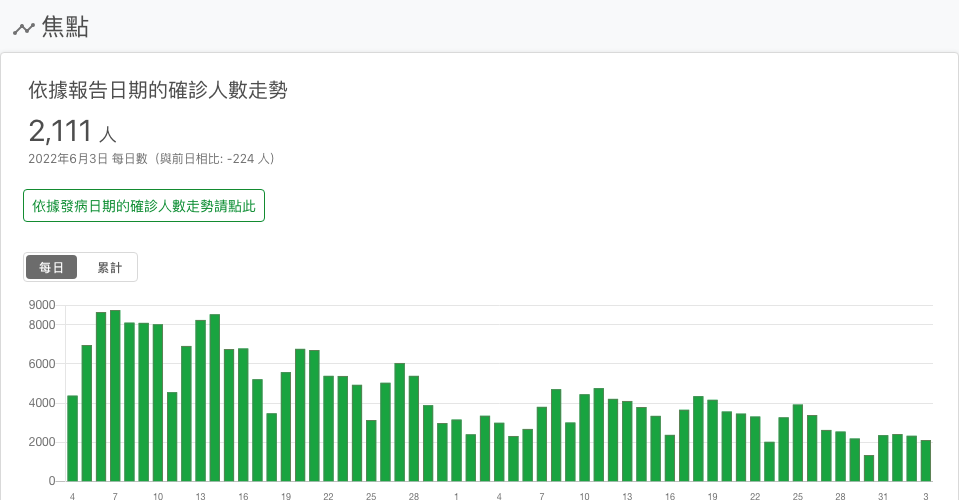 焦點
依據報告日期的確診人數走勢
2,111 人
2022年6月3日 每日數（與前日相比: -224 人）
依據發病日期的確診人數走勢請點此
每日 累計
9000
8000
6000
4000
2000
0
4 7 10 13 16 19 22 25 28 1 4 7 10 13 16 19 22 25 28 31 3